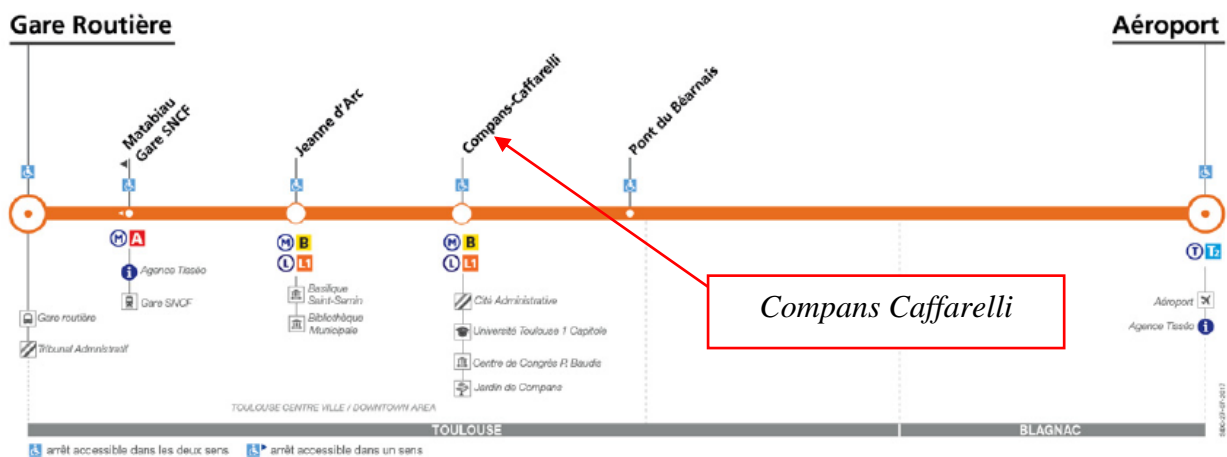 Gare Routière
Aéroport
Matabiau
Gare SNCF
Jeanne d'Arc
Compans-Caffarelli
Pont du Béarnais
M A
M B
L L1
M B
L L1
T T2
Agence Tisséo
Gare SNCF
Gare routière
Tribunal Administratif
Basilique
Saint-Sernin
Bibliothèque
Municipale
Cité Administrative
Université Toulouse 1 Capitole
Centre de Congrès P. Baudis
Jardin de Compans
Compans Caffarelli
Aéroport
Agence Tisséo
TOULOUSE CENTRE VILLE / DOWNTOWN AREA
TOULOUSE
BLAGNAC
arrêt accessible dans les deux sens
arrêt accessible dans un sens